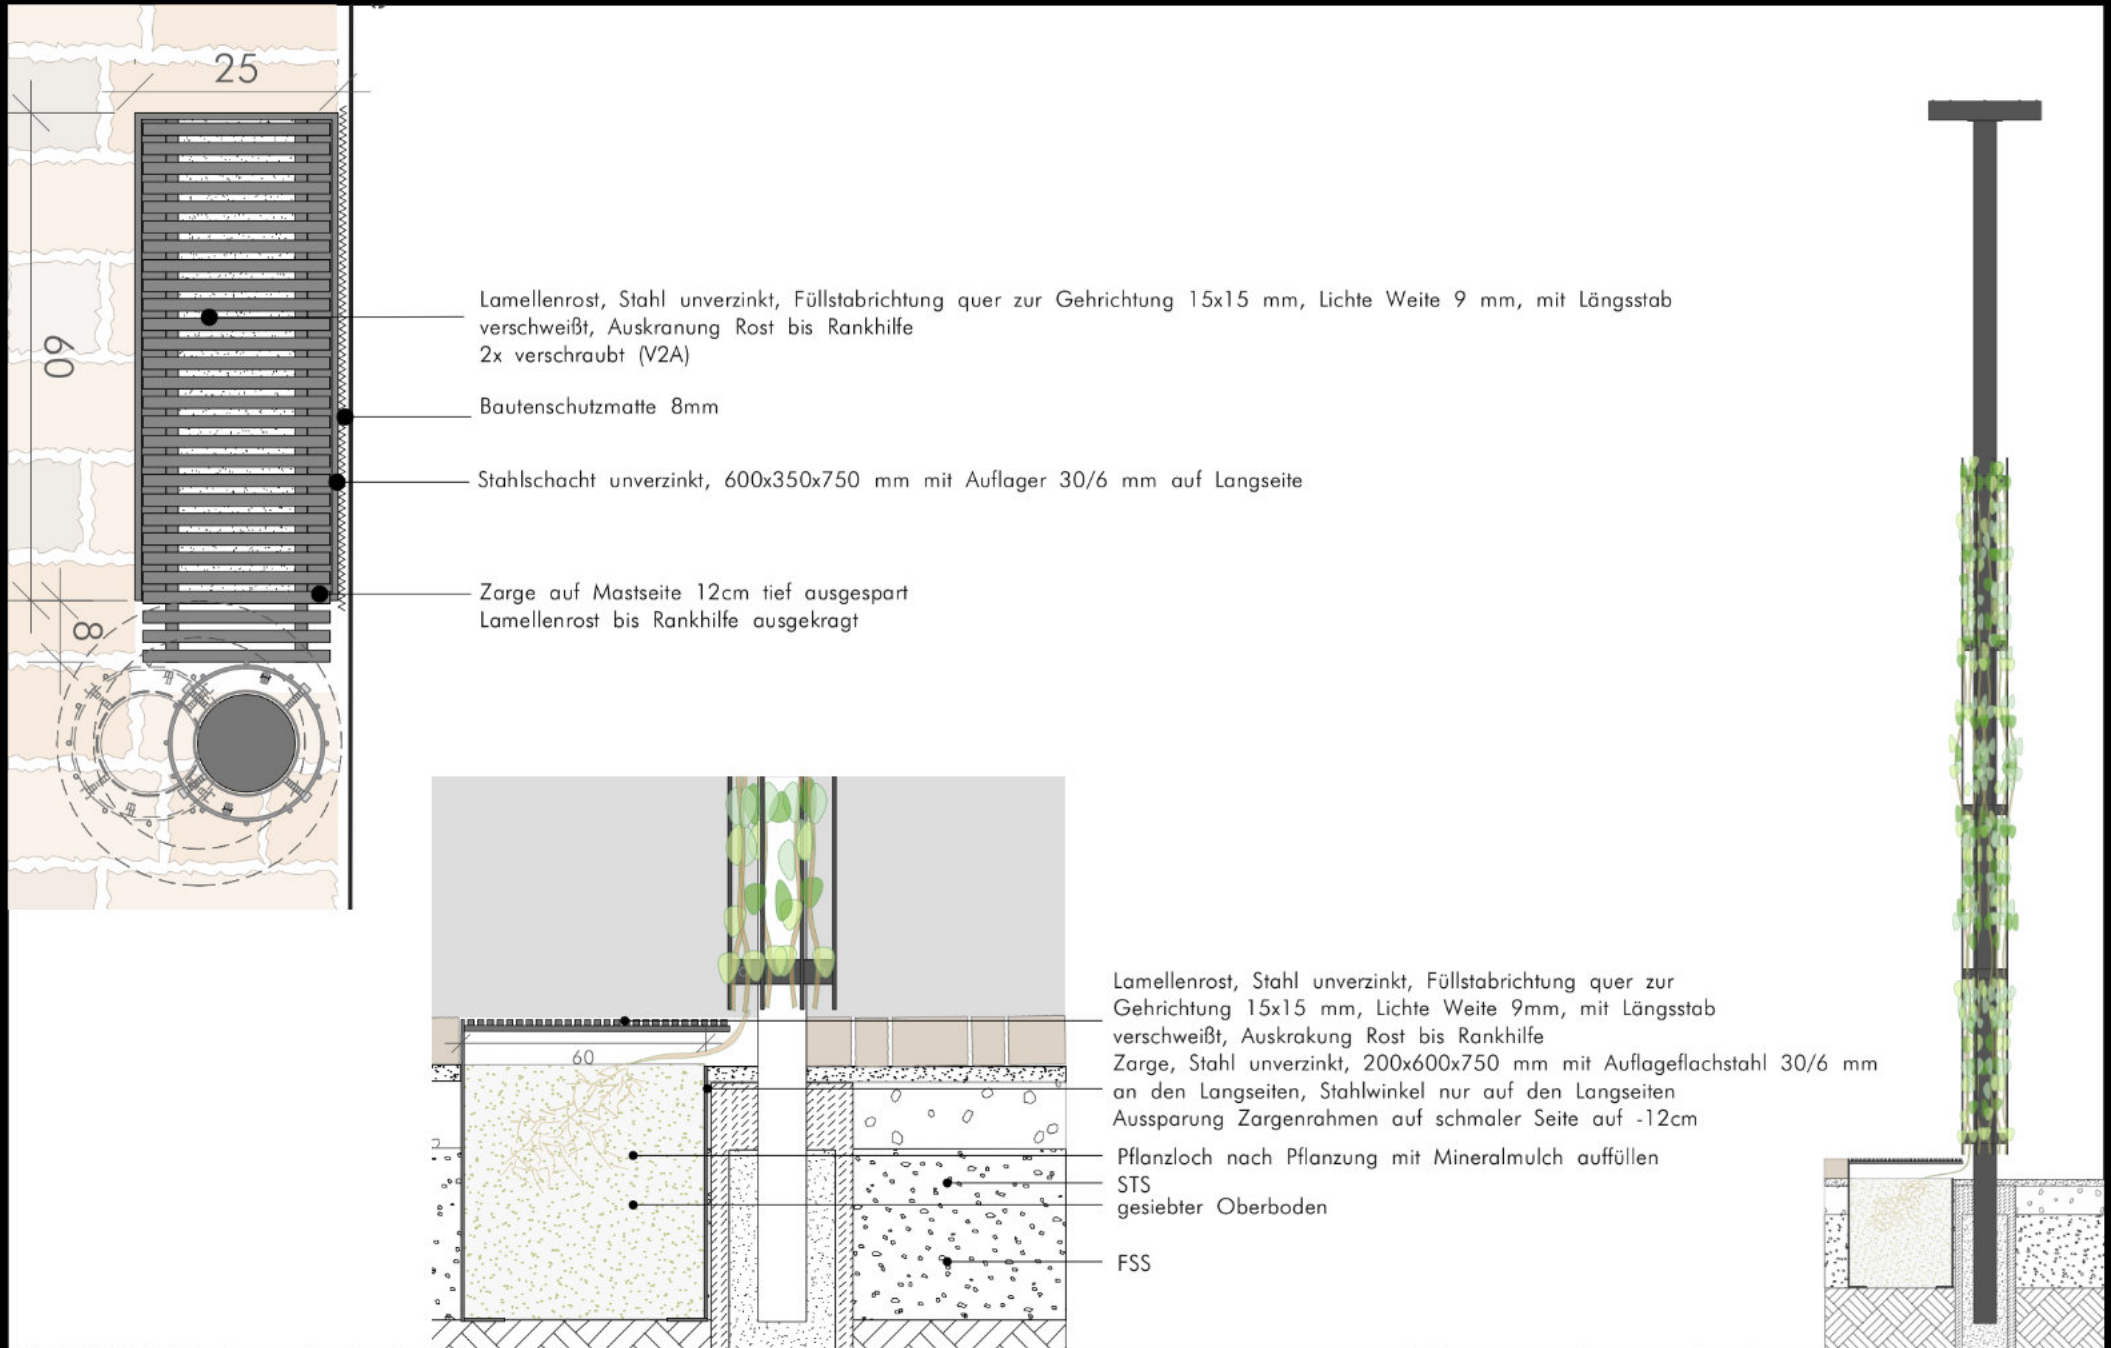 25
60
8
Lamellenrost, Stahl unverzinkt, Füllstabrichtung quer zur Gehrichtung 15x15 mm, Lichte Weite 9 mm, mit Längsstab
verschweißt, Auskranung Rost bis Rankhilfe
2x verschraubt (V2A)
Bautenschutzmatte 8mm
Stahlschacht unverzinkt, 600x350x750 mm mit Auflager 30/6 mm auf Langseite
Zarge auf Mastseite 12cm tief ausgespart
Lamellenrost bis Rankhilfe ausgekragt
60
Lamellenrost, Stahl unverzinkt, Füllstabrichtung quer zur
Gehrichtung 15x15 mm, Lichte Weite 9mm, mit Längsstab
verschweißt, Auskrakung Rost bis Rankhilfe
Zarge, Stahl unverzinkt, 200x600x750 mm mit Auflageflachstahl 30/6 mm
an den Langseiten, Stahlwinkel nur auf den Langseiten
Aussparung Zargenrahmen auf schmaler Seite auf -12cm
Pflanzloch nach Pflanzung mit Mineralmulch auffüllen
STS
gesiebter Oberboden
FSS